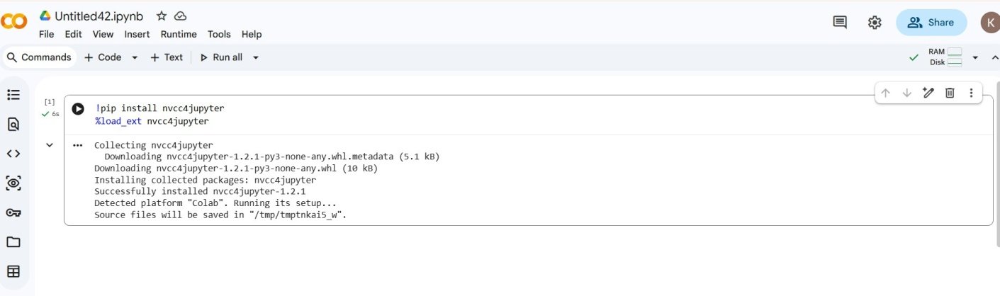 Untitled42.ipynb
File Edit View Insert Runtime Tools Help
Share
K
Commands + Code + Text Run all
RAM
Disk
[1]
6s
!pip install nvcc4jupyter
%load_ext nvcc4jupyter
Collecting nvcc4jupyter
Downloading nvcc4jupyter-1.2.1-py3-none-any.whl.metadata (5.1 kB)
Downloading nvcc4jupyter-1.2.1-py3-none-any.whl (10 kB)
Installing collected packages: nvcc4jupyter
Successfully installed nvcc4jupyter-1.2.1
Detected platform "Colab". Running its setup...
Source files will be saved in "/tmp/tmptnkai5_w".